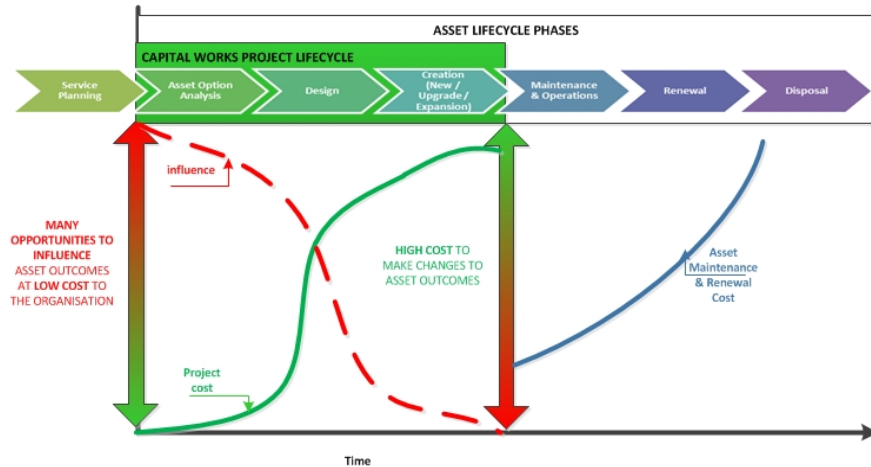 ASSET LIFECYCLE PHASES
CAPITAL WORKS PROJECT LIFECYCLE
Service
Planning
Asset Option
Analysis
Design
Creation
(New /
Upgrade /
Expansion)
Maintenance
& Operations
Renewal
Disposal
influence
MANY
OPPORTUNITIES TO
INFLUENCE
ASSET OUTCOMES
AT LOW COST TO
THE ORGANISATION
HIGH COST TO
MAKE CHANGES TO
ASSET OUTCOMES
Asset
Maintenance
& Renewal
Cost
Project
cost
Time